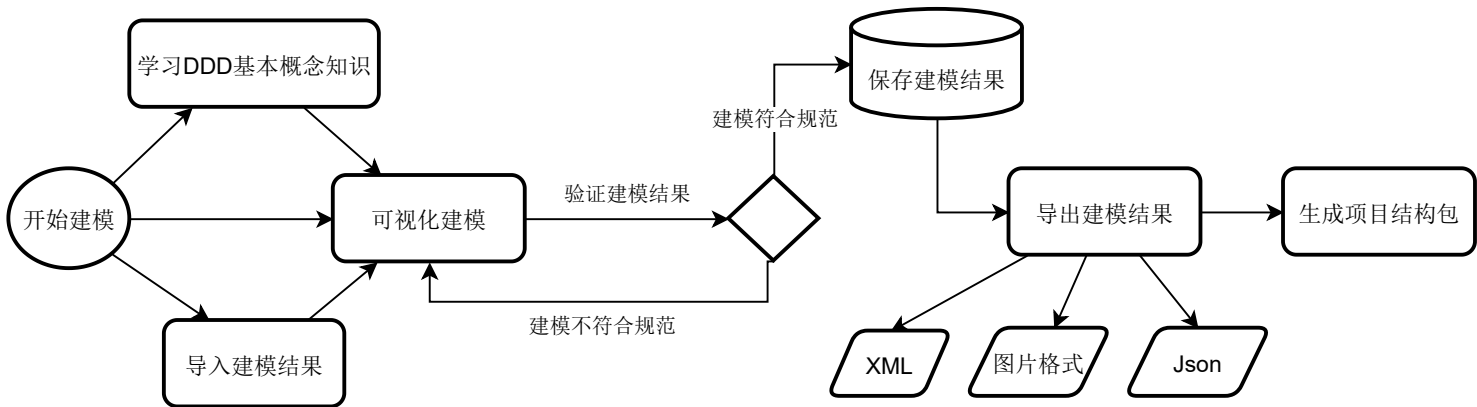 学习DDD基本概念知识
开始建模
可视化建模
导入建模结果
验证建模结果
建模不符合规范
建模符合规范
保存建模结果
导出建模结果
生成项目结构包
XML
图片格式
Json